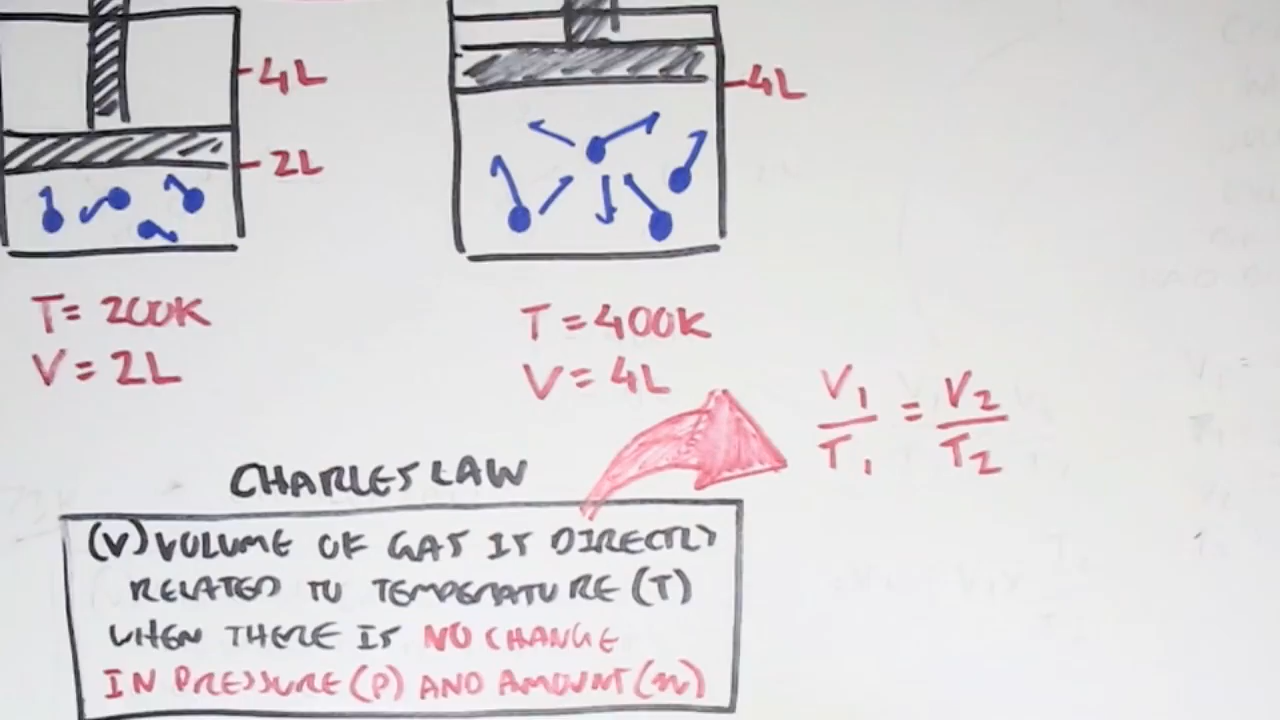 4L
2L
4L
T= 200K
V= 2L
T=400K
V= 4L
V1/T1 = V2/T2
CHARLES LAW
(V) VOLUME OF GAS IS DIRECTLY
RELATED TO TEMPERATURE (T)
WHEN THERE IS NO CHANGE
IN PRESSURE (P) AND AMOUNT (n)